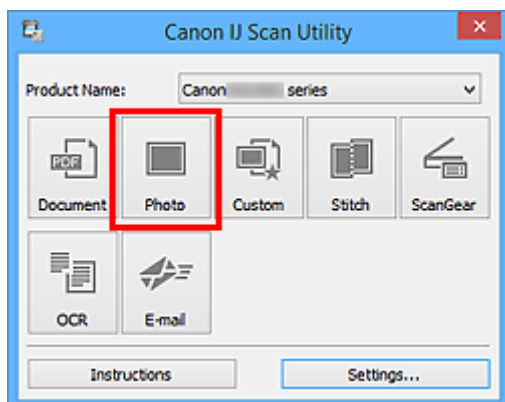 Canon IJ Scan Utility
Product Name: Canon series
PDF
Document Photo Custom Stitch ScanGear
OCR E-mail
Instructions Settings...